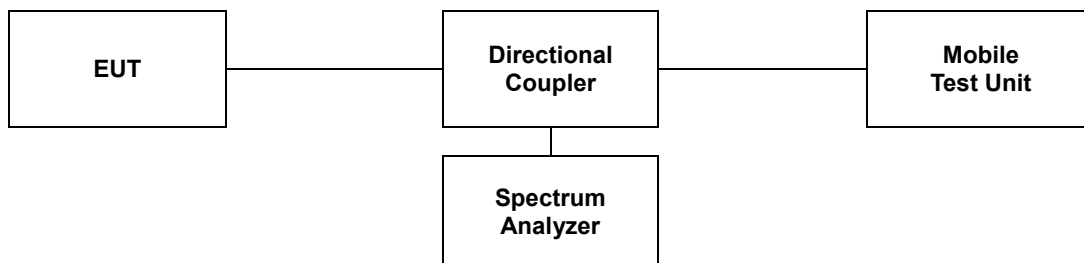 EUT
Directional
Coupler
Mobile
Test Unit
Spectrum
Analyzer